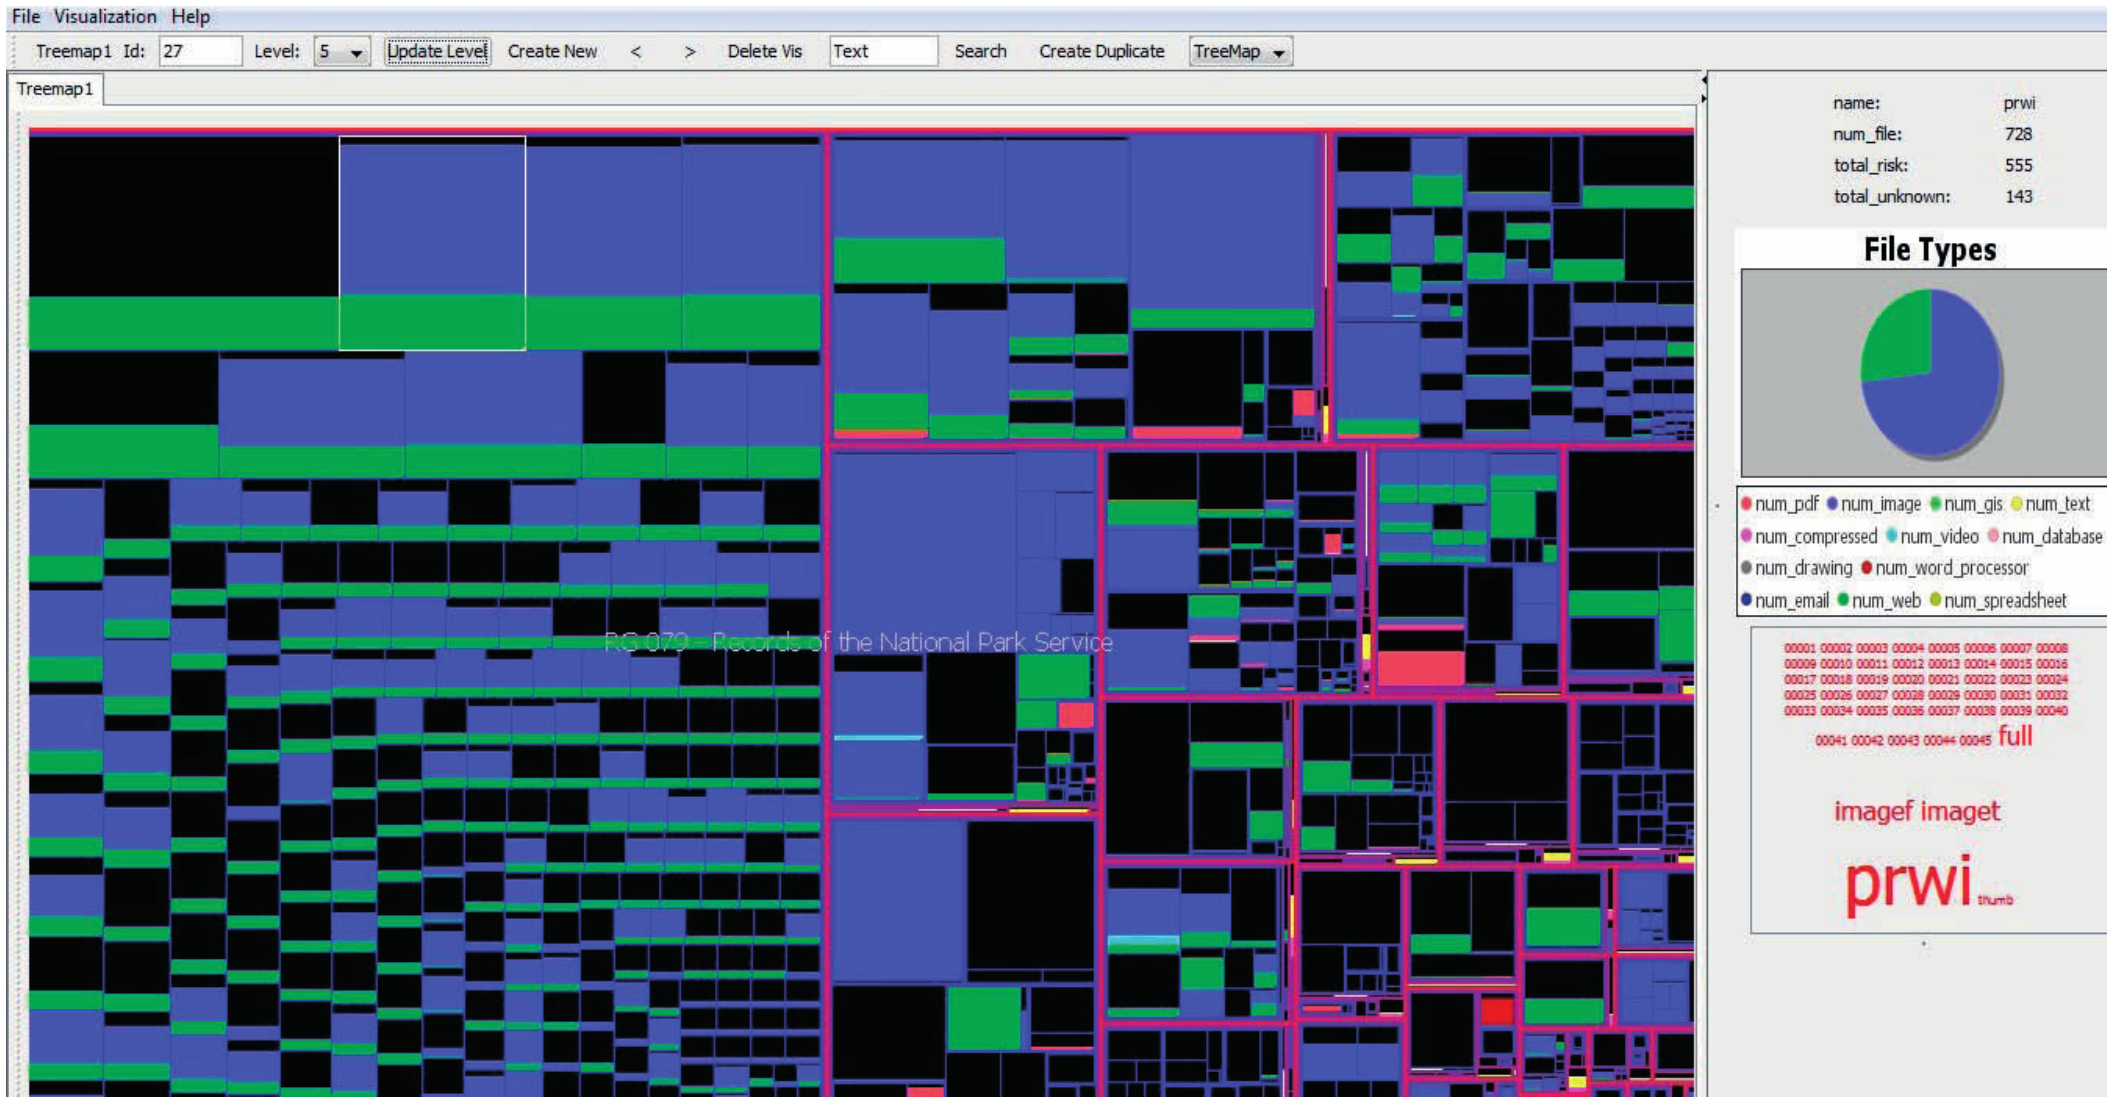 File Visualization Help
Treemap1 Id: 27 Level: 5 Update Level Create New < > Delete Vis Text Search Create Duplicate TreeMap
Treemap1
RG 079 - Records of the National Park Service
name: prwi
num_file: 728
total_risk: 555
total_unknown: 143
File Types
num_pdf num_image num_gis num_text
num_compressed num_video num_database
num_drawing num_word_processor
num_email num_web num_spreadsheet
00001 00002 00003 00004 00005 00006 00007 00008
00009 00010 00011 00012 00013 00014 00015 00016
00017 00018 00019 00020 00021 00022 00023 00024
00025 00026 00027 00028 00029 00030 00031 00032
00033 00034 00035 00036 00037 00038 00039 00040
00041 00042 00043 00044 00045 full
imagef imaget
prwi thumb